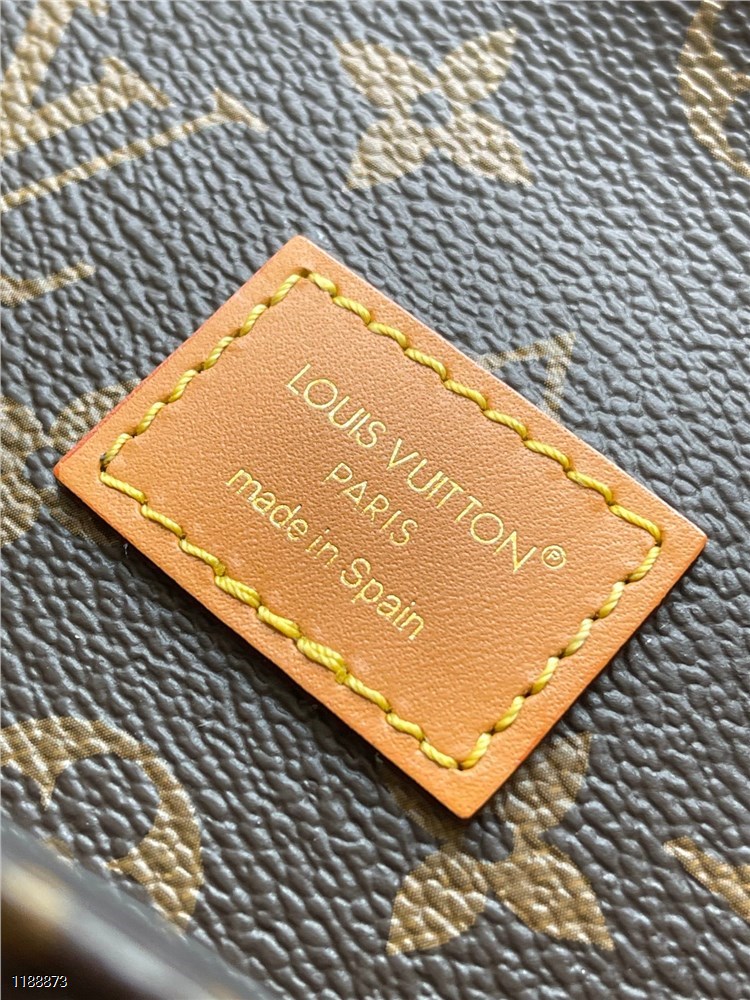 LOUIS VUITTON®
PARIS
made in Spain
1188873